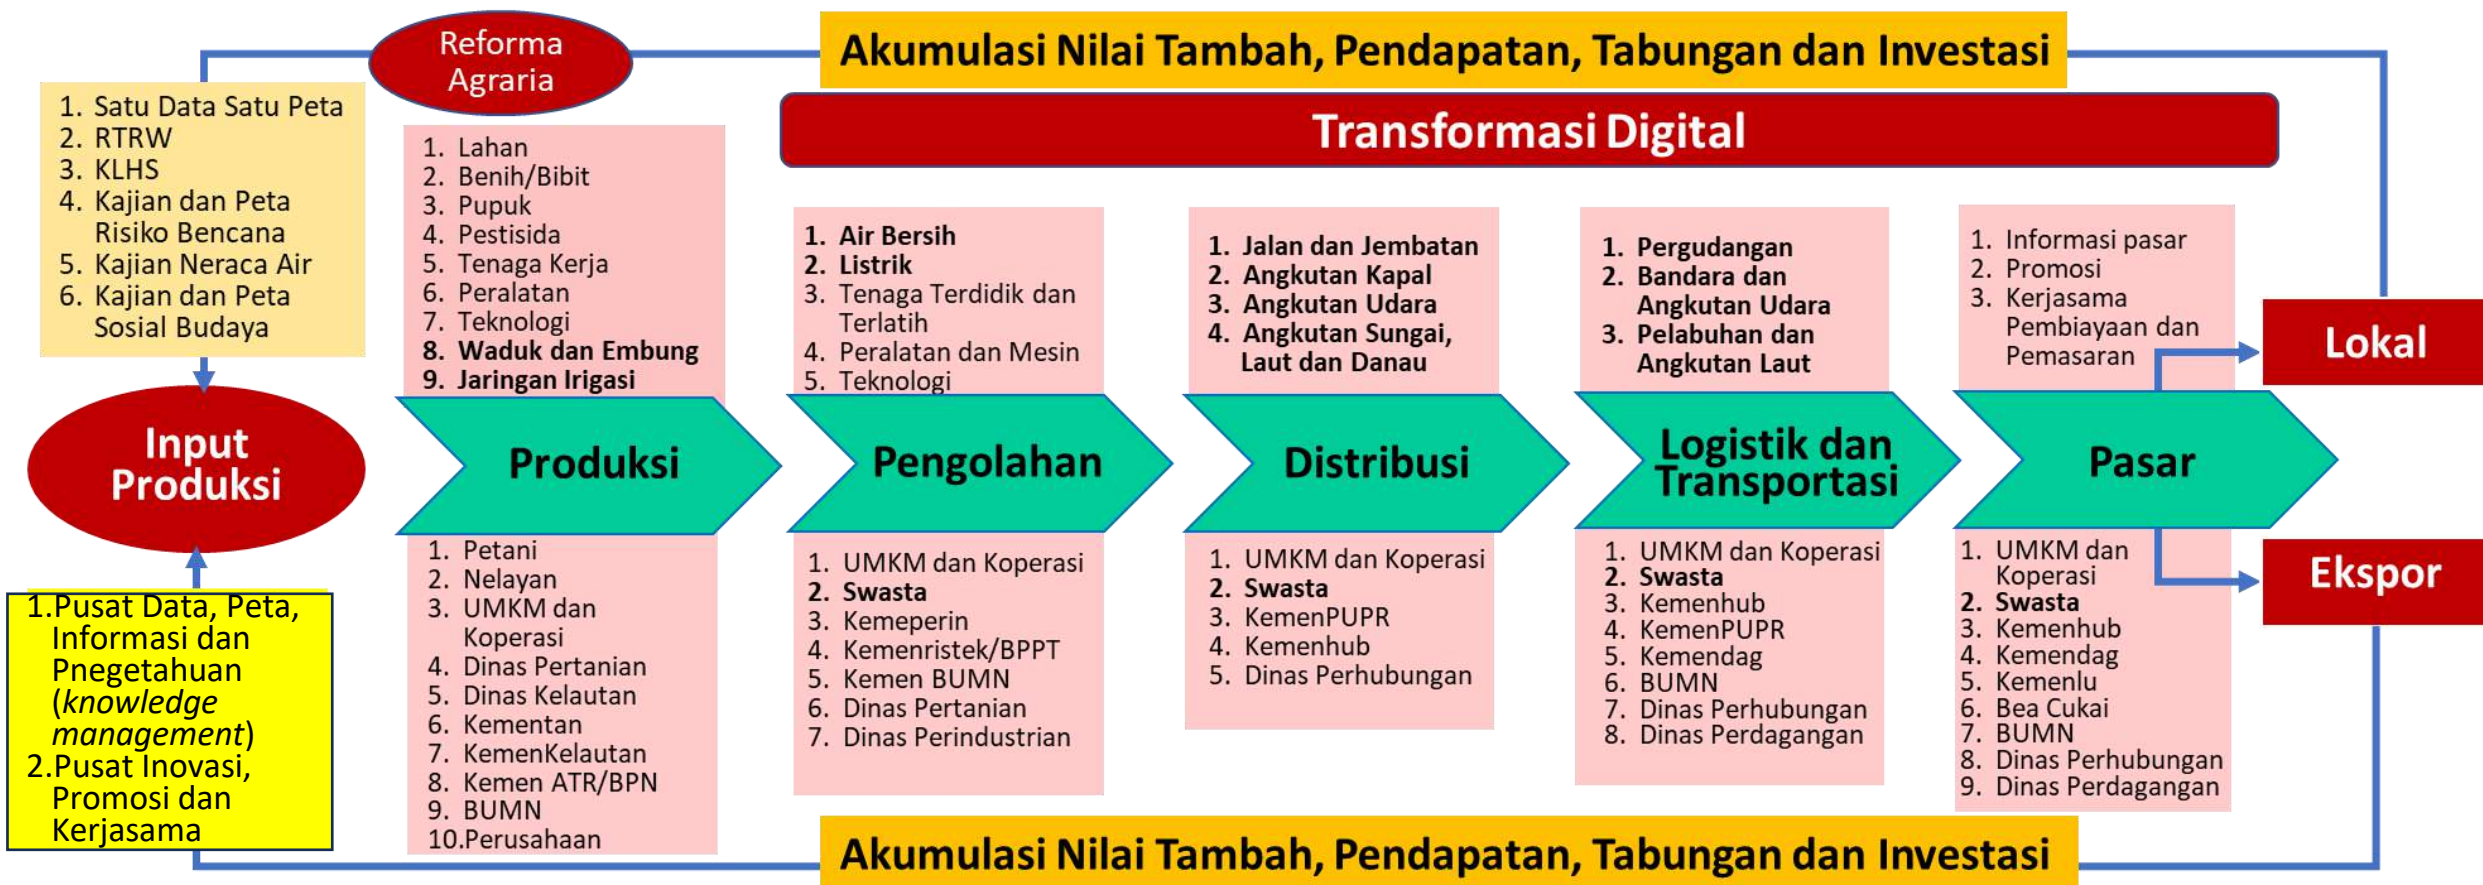 Reforma
Agraria
Akumulasi Nilai Tambah, Pendapatan, Tabungan dan Investasi
Transformasi Digital
1. Satu Data Satu Peta
2. RTRW
3. KLHS
4. Kajian dan Peta
Risiko Bencana
5. Kajian Neraca Air
6. Kajian dan Peta
Sosial Budaya
Input
Produksi
1.Pusat Data, Peta,
Informasi dan
Pnegetahuan
(knowledge
management)
2.Pusat Inovasi,
Promosi dan
Kerjasama
1. Lahan
2. Benih/Bibit
3. Pupuk
4. Pestisida
5. Tenaga Kerja
6. Peralatan
7. Teknologi
8. Waduk dan Embung
9. Jaringan Irigasi
Produksi
1. Petani
2. Nelayan
3. UMKM dan
Koperasi
4. Dinas Pertanian
5. Dinas Kelautan
6. Kementan
7. KemenKelautan
8. Kemen ATR/BPN
9. BUMN
10.Perusahaan
1. Air Bersih
2. Listrik
3. Tenaga Terdidik dan
Terlatih
4. Peralatan dan Mesin
5. Teknologi
Pengolahan
1. UMKM dan Koperasi
2. Swasta
3. Kemeperin
4. Kemenristek/BPPT
5. Kemen BUMN
6. Dinas Pertanian
7. Dinas Perindustrian
1. Jalan dan Jembatan
2. Angkutan Kapal
3. Angkutan Udara
4. Angkutan Sungai,
Laut dan Danau
Distribusi
1. UMKM dan Koperasi
2. Swasta
3. KemenPUPR
4. Kemenhub
5. Dinas Perhubungan
1. Pergudangan
2. Bandara dan
Angkutan Udara
3. Pelabuhan dan
Angkutan Laut
Logistik dan
Transportasi
1. UMKM dan Koperasi
2. Swasta
3. Kemenhub
4. KemenPUPR
5. Kemendag
6. BUMN
7. Dinas Perhubungan
8. Dinas Perdagangan
1. Informasi pasar
2. Promosi
3. Kerjasama
Pembiayaan dan
Pemasaran
Pasar
1. UMKM dan
Koperasi
2. Swasta
3. Kemenhub
4. Kemendag
5. Kemenlu
6. Bea Cukai
7. BUMN
8. Dinas Perhubungan
9. Dinas Perdagangan
Lokal
Ekspor
Akumulasi Nilai Tambah, Pendapatan, Tabungan dan Investasi